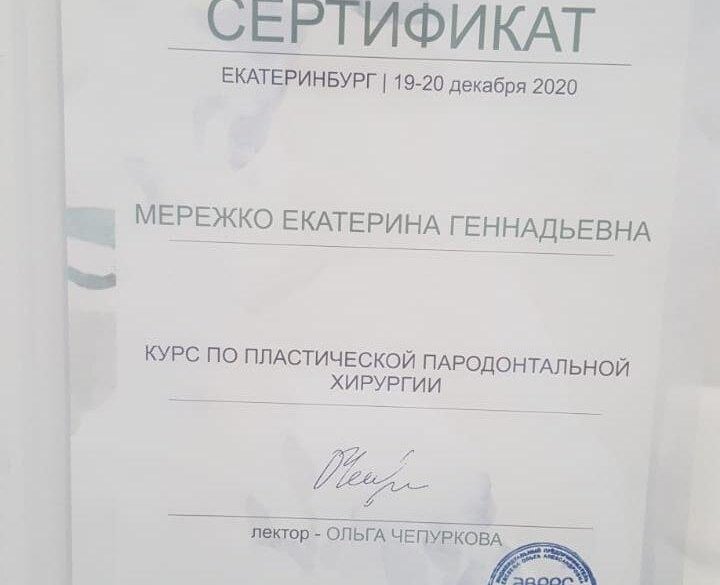 СЕРТИФИКАТ
ЕКАТЕРИНБУРГ | 19-20 декабря 2020
МЕРЕЖКО ЕКАТЕРИНА ГЕННАДЬЕВНА
КУРС ПО ПЛАСТИЧЕСКОЙ ПАРОДОНТАЛЬНОЙ
ХИРУРГИИ
лектор - ОЛЬГА ЧЕПУРКОВА